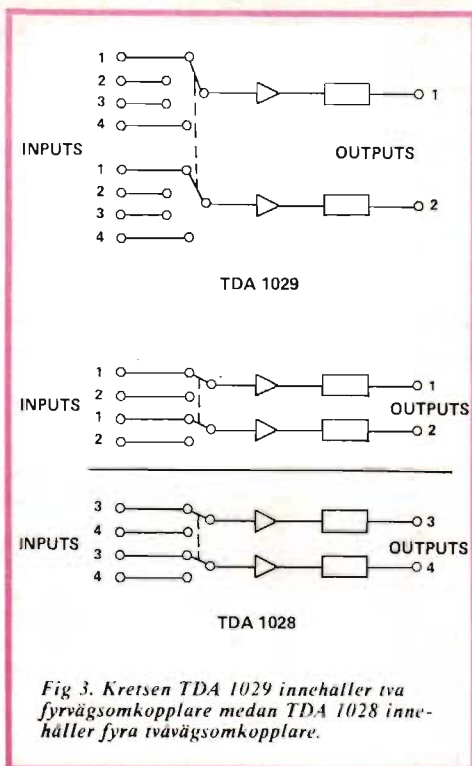 1
2
3
4
INPUTS
1
2
3
4
1
OUTPUTS
2
TDA 1029
INPUTS
1
2
1
2
1
OUTPUTS
2
INPUTS
3
4
3
4
3
OUTPUTS
4
TDA 1028
Fig 3. Kretsen TDA 1029 innehåller två
fyrvägsomkopplare medan TDA 1028 inne-
håller fyra tvåvägsomkopplare.